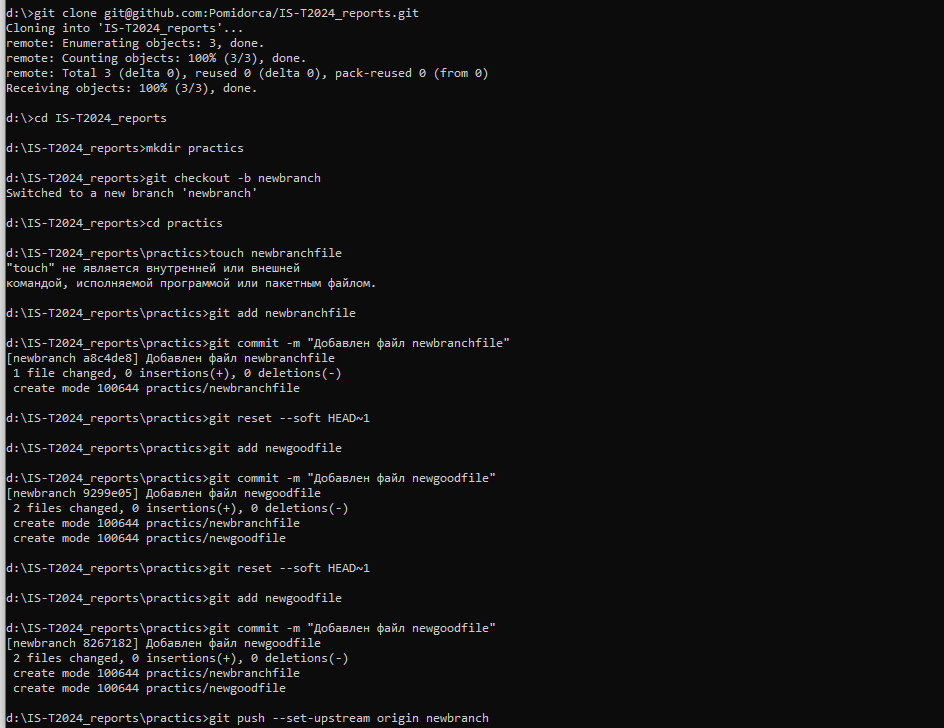 d:\>git clone git@github.com:Pomidorca/IS-T2024_reports.git
Cloning into 'IS-T2024_reports'...
remote: Enumerating objects: 3, done.
remote: Counting objects: 100% (3/3), done.
remote: Total 3 (delta 0), reused 0 (delta 0), pack-reused 0 (from 0)
Receiving objects: 100% (3/3), done.
d:\>cd IS-T2024_reports
d:\IS-T2024_reports>mkdir practics
d:\IS-T2024_reports>git checkout -b newbranch
Switched to a new branch 'newbranch'
d:\IS-T2024_reports>cd practics
d:\IS-T2024_reports\practics>touch newbranchfile
"touch" не является внутренней или внешней
командой, исполняемой программой или пакетным файлом.
d:\IS-T2024_reports\practics>git add newbranchfile
d:\IS-T2024_reports\practics>git commit -m "Добавлен файл newbranchfile"
[newbranch a8c4de8] Добавлен файл newbranchfile
1 file changed, 0 insertions(+), 0 deletions(-)
create mode 100644 practics/newbranchfile
d:\IS-T2024_reports\practics>git reset --soft HEAD~1
d:\IS-T2024_reports\practics>git add newgoodfile
d:\IS-T2024_reports\practics>git commit -m "Добавлен файл newgoodfile"
[newbranch 9299e05] Добавлен файл newgoodfile
2 files changed, 0 insertions(+), 0 deletions(-)
create mode 100644 practics/newbranchfile
create mode 100644 practics/newgoodfile
d:\IS-T2024_reports\practics>git reset --soft HEAD~1
d:\IS-T2024_reports\practics>git add newgoodfile
d:\IS-T2024_reports\practics>git commit -m "Добавлен файл newgoodfile"
[newbranch 8267182] Добавлен файл newgoodfile
2 files changed, 0 insertions(+), 0 deletions(-)
create mode 100644 practics/newbranchfile
create mode 100644 practics/newgoodfile
d:\IS-T2024_reports\practics>git push --set-upstream origin newbranch